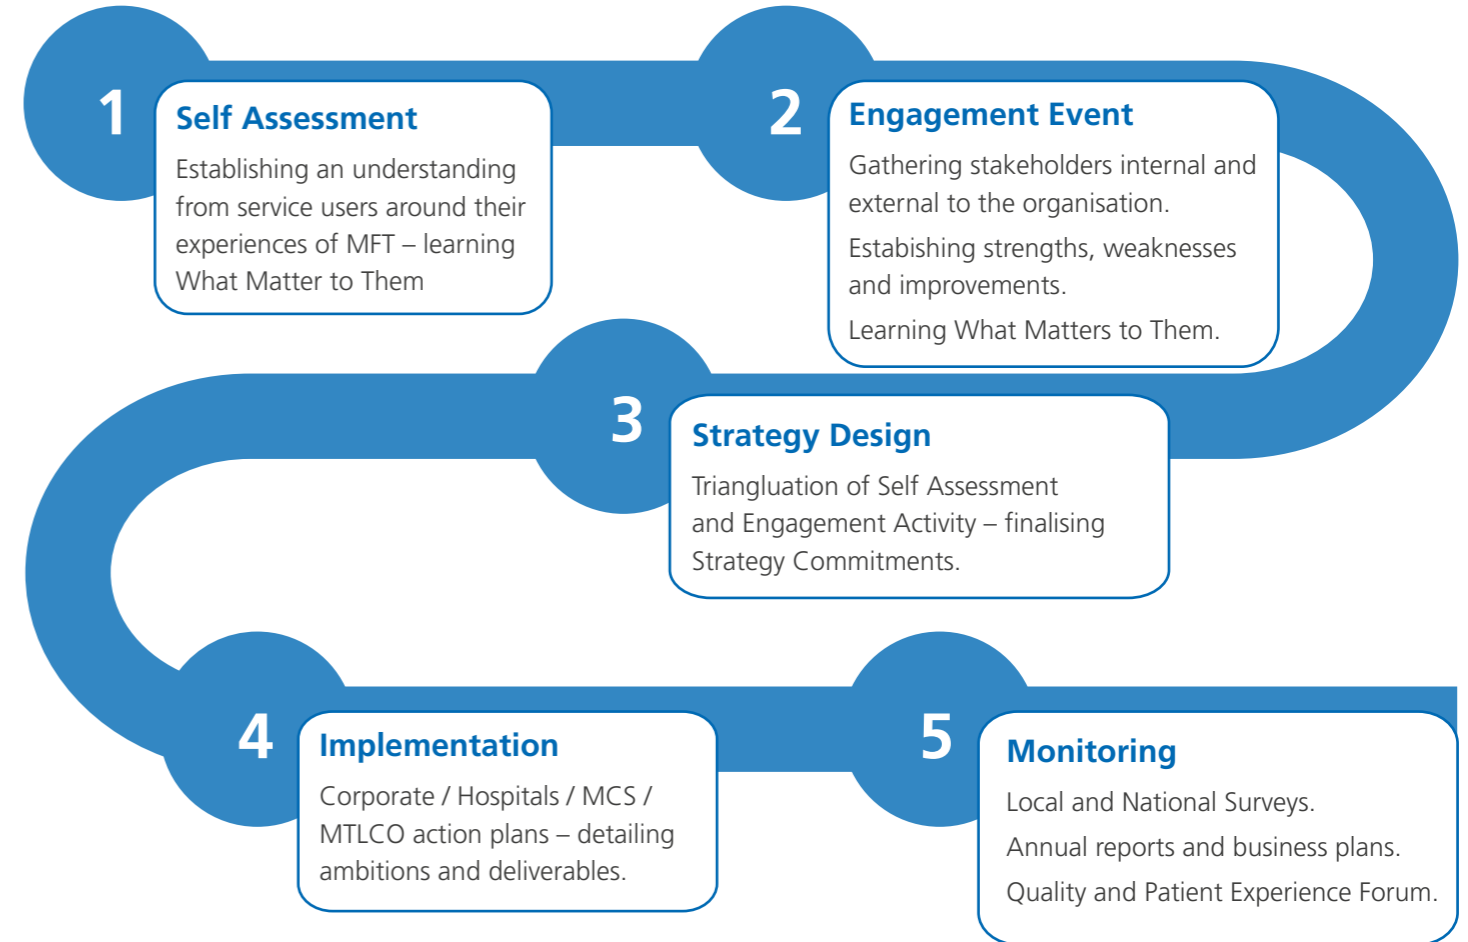 1
Self Assessment
Establishing an understanding
from service users around their
experiences of MFT – learning
What Matter to Them
2
Engagement Event
Gathering stakeholders internal and
external to the organisation.
Estabishing strengths, weaknesses
and improvements.
Learning What Matters to Them.
3
Strategy Design
Triangluation of Self Assessment
and Engagement Activity – finalising
Strategy Commitments.
4
Implementation
Corporate / Hospitals / MCS /
MTLCO action plans – detailing
ambitions and deliverables.
5
Monitoring
Local and National Surveys.
Annual reports and business plans.
Quality and Patient Experience Forum.